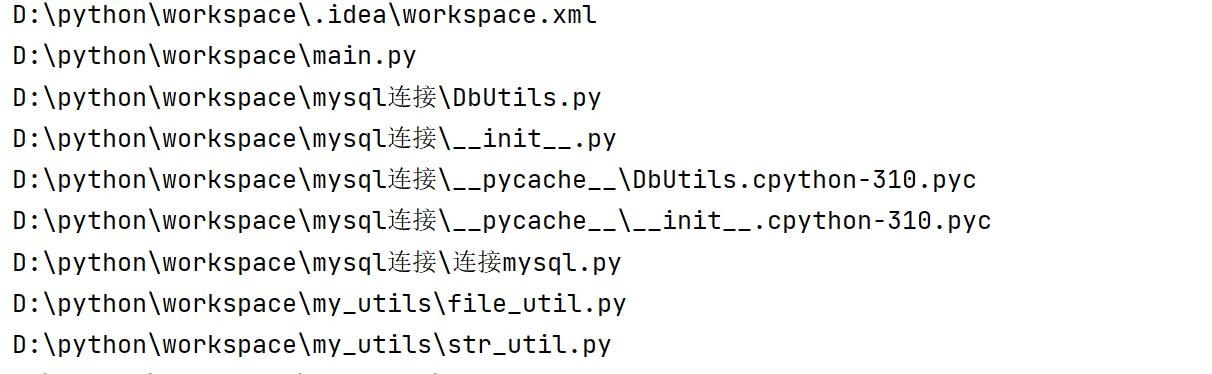 D:\python\workspace\.idea\workspace.xml
D:\python\workspace\main.py
D:\python\workspace\mysql连接\DbUtils.py
D:\python\workspace\mysql连接\__init__.py
D:\python\workspace\mysql连接\__pycache__\DbUtils.cpython-310.pyc
D:\python\workspace\mysql连接\__pycache__\__init__.cpython-310.pyc
D:\python\workspace\mysql连接\连接mysql.py
D:\python\workspace\my_utils\file_util.py
D:\python\workspace\my_utils\str_util.py